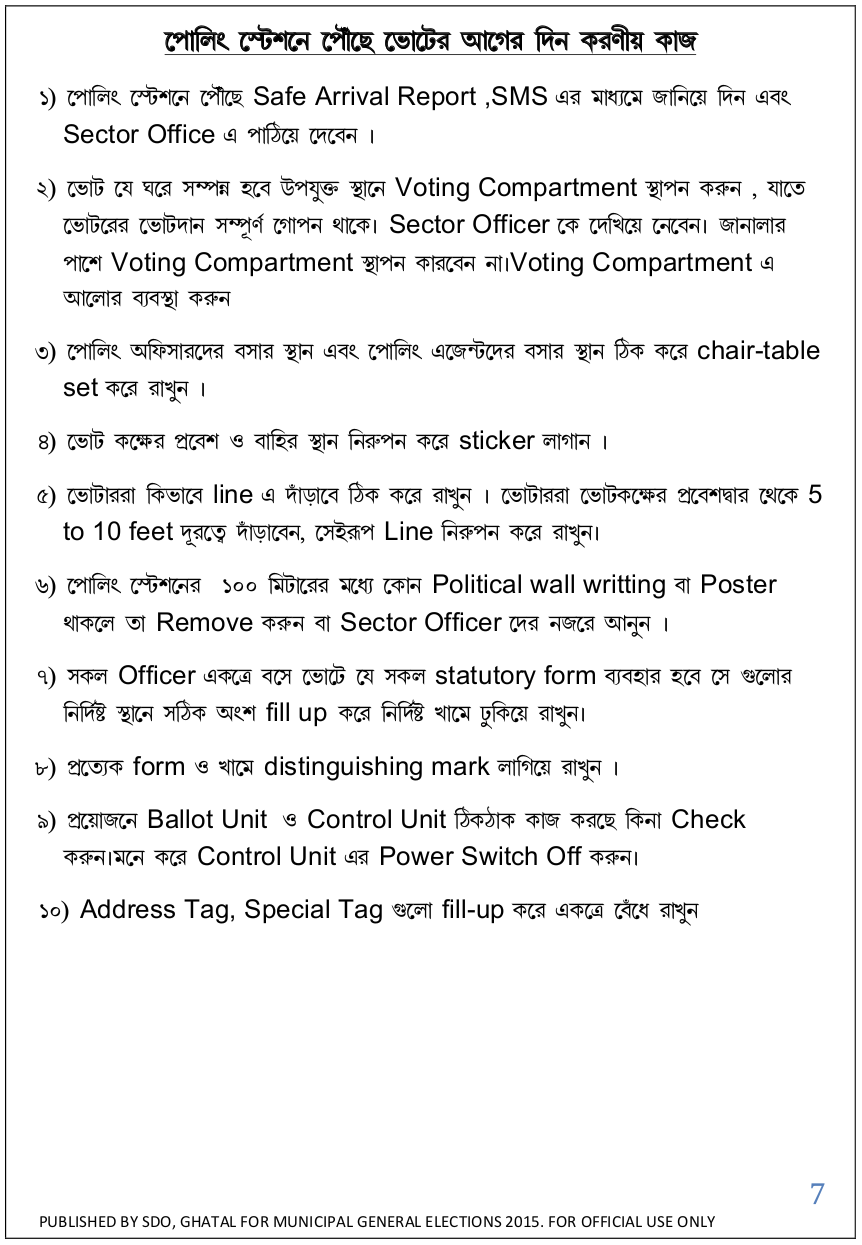 পোলিং স্টেশনে পৌঁছে ভোটের আগের দিন করণীয় কাজ
১) পোলিং স্টেশনে পৌঁছে Safe Arrival Report ,SMS এর মাধ্যমে জানিয়ে দিন এবং
Sector Office এ পাঠিয়ে দেবেন ।
২) ভোট যে ঘরে সম্পন্ন হবে উপযুক্ত স্থানে Voting Compartment স্থাপন করুন , যাতে
ভোটরের ভোটদান সম্পূর্ণ গোপন থাকে। Sector Officer কে দেখিয়ে নেবেন। জানালার
পাশে Voting Compartment স্থাপন কারবেন না।Voting Compartment এ
আলোর ব্যবস্থা করুন
৩) পোলিং অফিসারদের বসার স্থান এবং পোলিং এজেন্টদের বসার স্থান ঠিক করে chair-table
set করে রাখুন ।
৪) ভোট কক্ষের প্রবেশ ও বাহির স্থান নিরুপন করে sticker লাগান ।
৫) ভোটাররা কিভাবে line এ দাঁড়াবে ঠিক করে রাখুন । ভোটাররা ভোটকক্ষের প্রবেশদ্বার থেকে 5
to 10 feet দূরত্বে দাঁড়াবেন, সেইরূপ Line নিরুপন করে রাখুন।
৬) পোলিং স্টেশনের ১০০ মিটারের মধ্যে কোন Political wall writting বা Poster
থাকলে তা Remove করুন বা Sector Officer দের নজরে আনুন ।
৭) সকল Officer একত্রে বসে ভোটে যে সকল statutory form ব্যবহার হবে সে গুলোর
নির্দিষ্ট স্থানে সঠিক অংশ fill up করে নির্দিষ্ট খামে ঢুকিয়ে রাখুন।
৮) প্রত্যেক form ও খামে distinguishing mark লাগিয়ে রাখুন ।
৯) প্রয়োজনে Ballot Unit ও Control Unit ঠিকঠাক কাজ করছে কিনা Check
করুন।মনে করে Control Unit এর Power Switch Off করুন।
১০) Address Tag, Special Tag গুলো fill-up করে একত্রে বেঁধে রাখুন
7
PUBLISHED BY SDO, GHATAL FOR MUNICIPAL GENERAL ELECTIONS 2015. FOR OFFICIAL USE ONLY